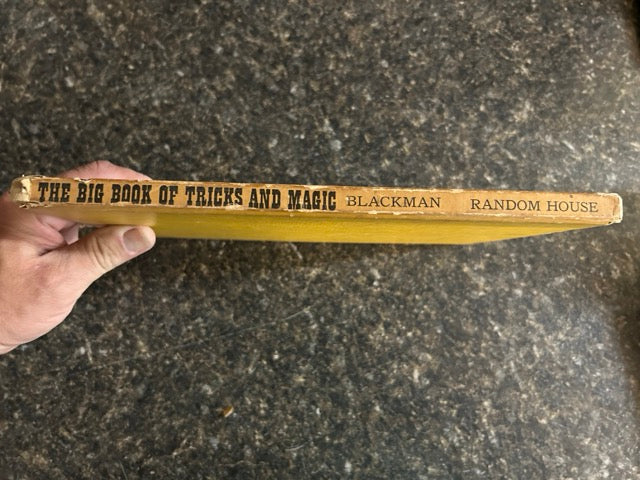 THE BIG BOOK OF TRICKS AND MAGIC BLACKMAN RANDOM HOUSE